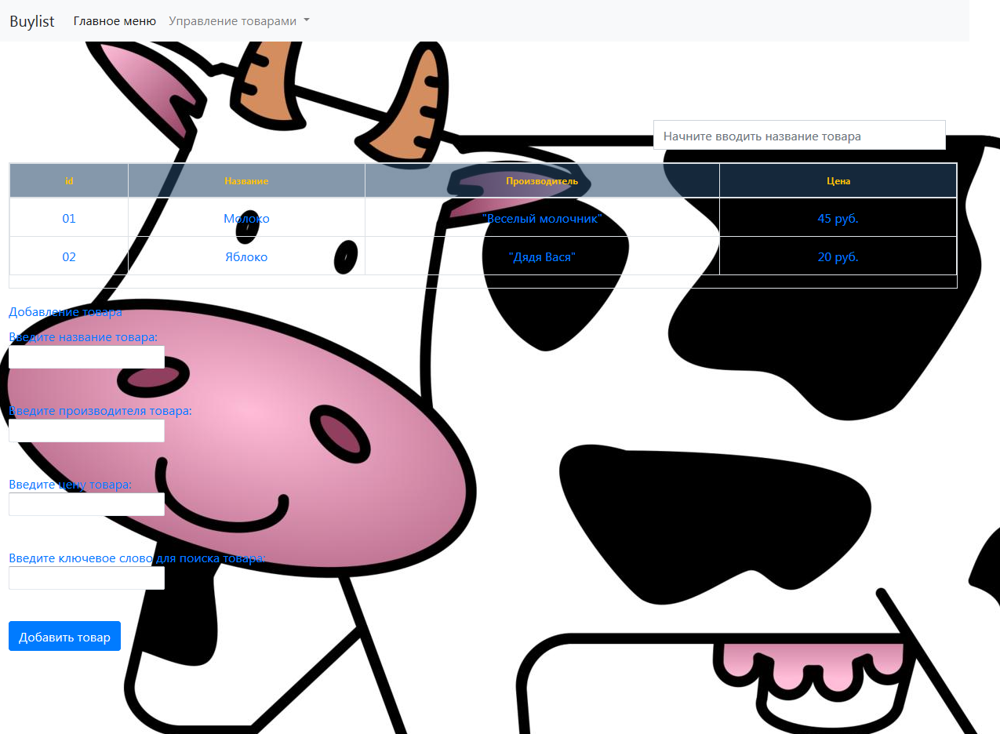 Buylist Главное меню Управление товарами
Начните вводить название товара
id Название Производитель Цена
01 Молоко "Веселый молочник" 45 руб.
02 Яблоко "Дядя Вася" 20 руб.
Добавление товара
Введите название товара:
Введите производителя товара:
Введите цену товара:
Введите ключевое слово для поиска товара:
Добавить товар